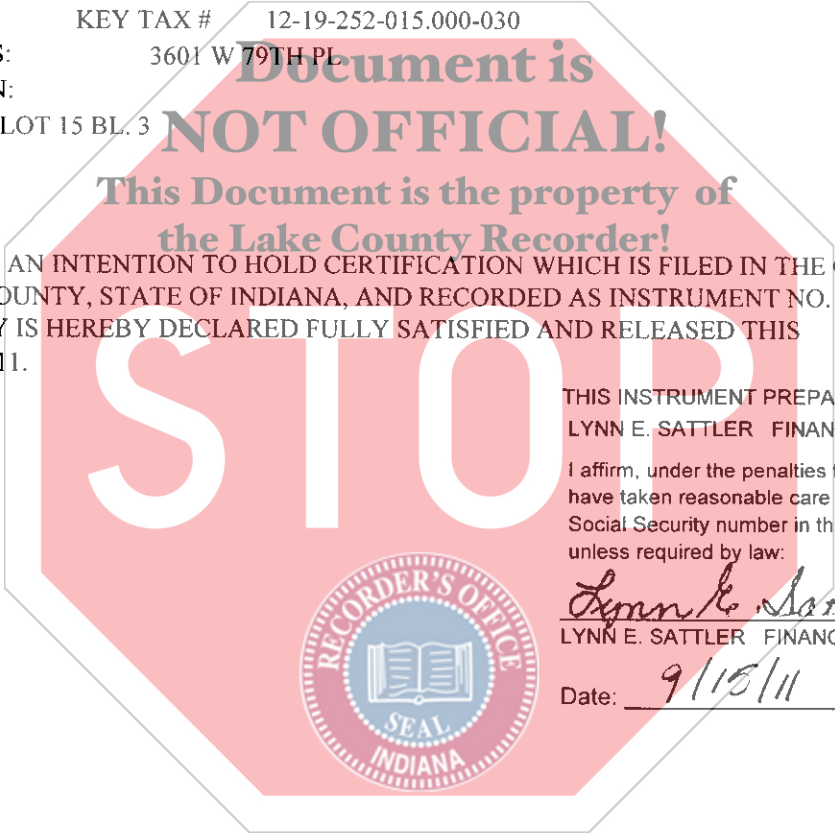 KEY TAX # 12-19-252-015.000-030
S: 3601 W 79TH PL
Document is
N:
LOT 15 BL. 3
NOT OFFICIAL!
This Document is the property of
the Lake County Recorder!
AN INTENTION TO HOLD CERTIFICATION WHICH IS FILED IN THE
OUNTY, STATE OF INDIANA, AND RECORDED AS INSTRUMENT NO.
Y IS HEREBY DECLARED FULLY SATISFIED AND RELEASED THIS
11.
STOP
THIS INSTRUMENT PREPA
LYNN E. SATTLER FINAN
I affirm, under the penalties
have taken reasonable care
Social Security number in th
unless required by law:
Lynn E. Sa
LYNN E. SATTLER FINANC
Date: 9/15/11
RECORDER'S OFFICE
SEAL
INDIANA